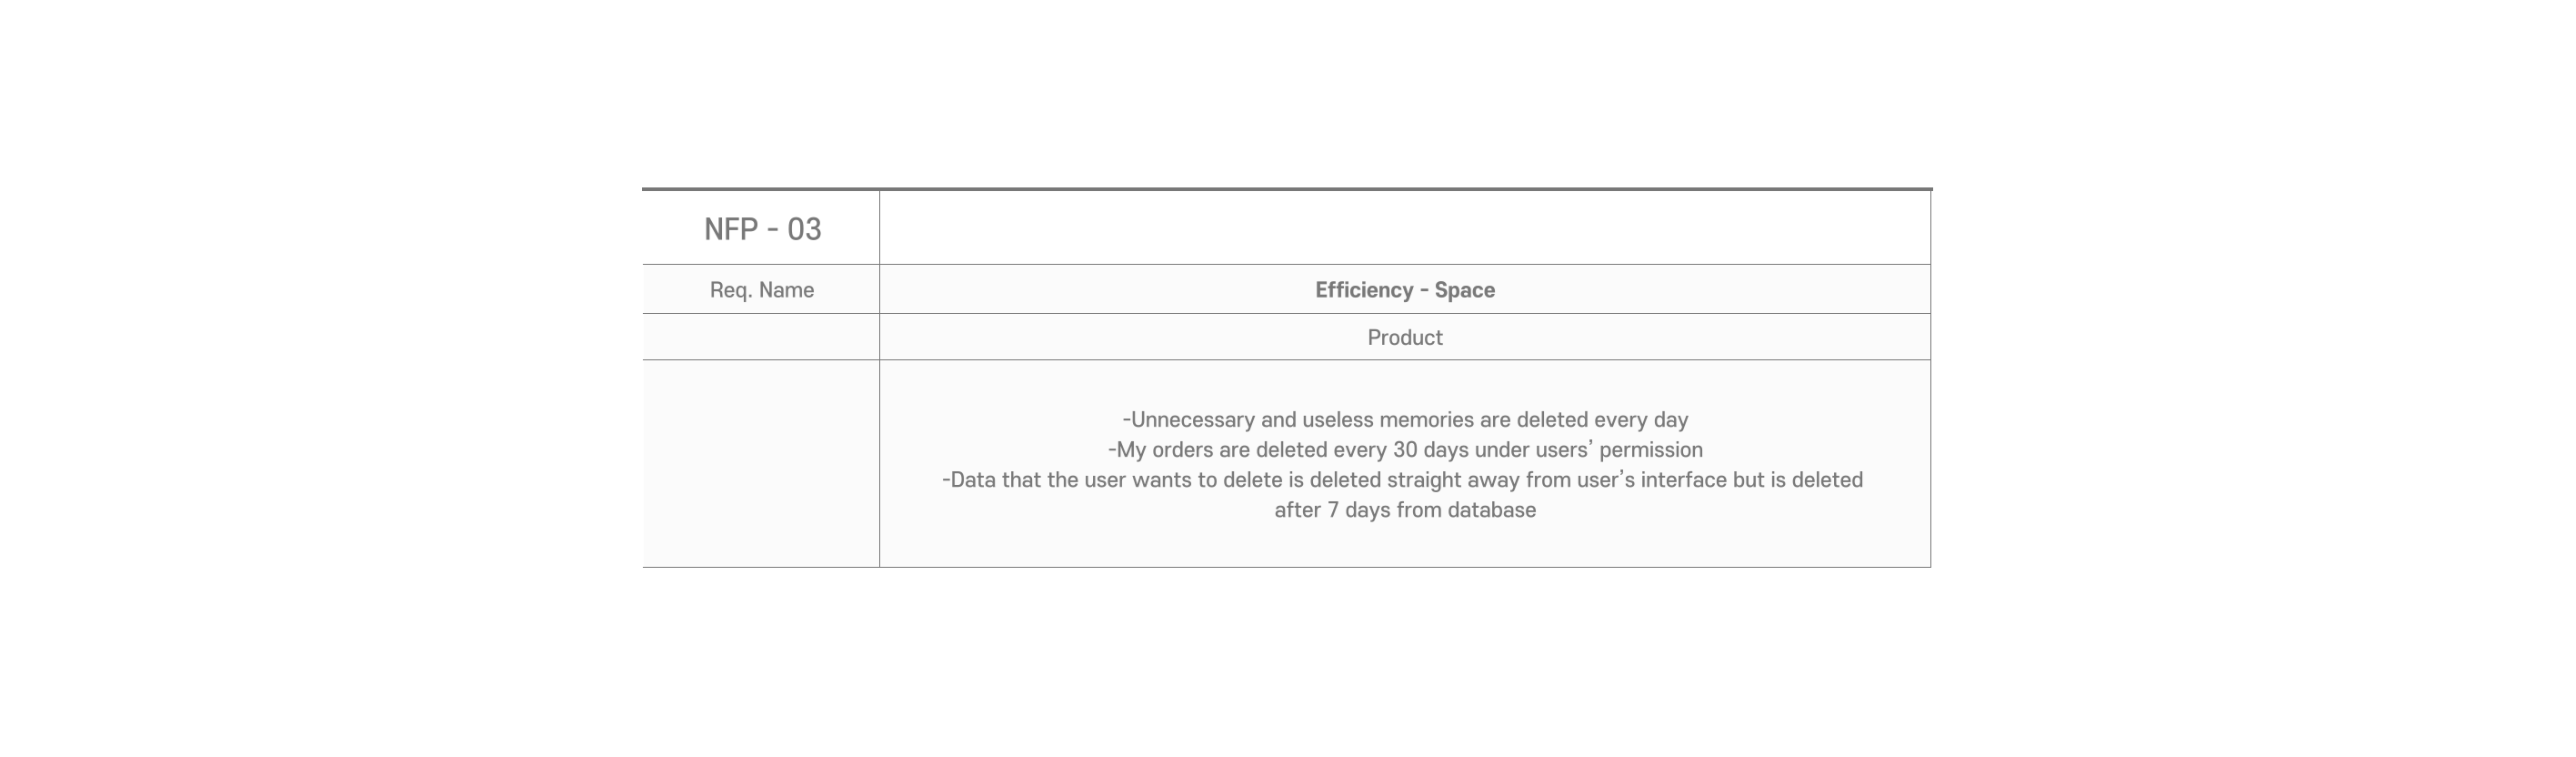 NFP - 03
Req. Name
Efficiency - Space
Product
-Unnecessary and useless memories are deleted every day
-My orders are deleted every 30 days under users’ permission
-Data that the user wants to delete is deleted straight away from user’s interface but is deleted
after 7 days from database